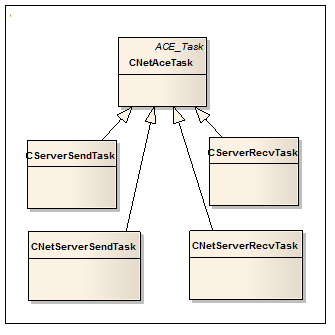 ACE_Task
CNetAceTask
CServerSendTask
CServerRecvTask
CNetServerSendTask
CNetServerRecvTask